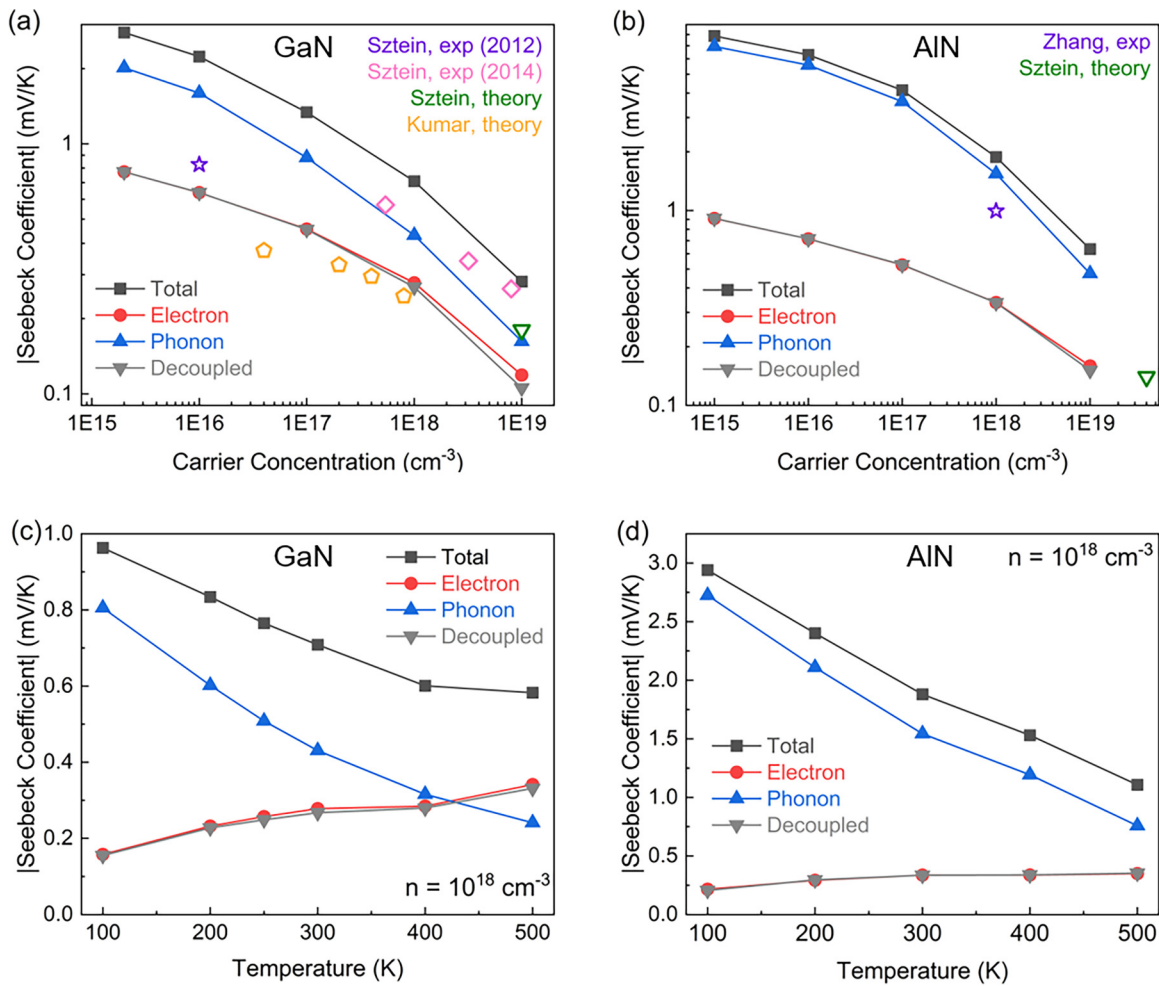 (a)
GaN
Sztein, exp (2012)
Sztein, exp (2014)
Sztein, theory
Kumar, theory
|Seebeck Coefficient| (mV/K)
1
0.1
Total
Electron
Phonon
Decoupled
1E15 1E16 1E17 1E18 1E19
Carrier Concentration (cm⁻³)
(b)
AlN
Zhang, exp
Sztein, theory
|Seebeck Coefficient| (mV/K)
1
0.1
Total
Electron
Phonon
Decoupled
1E15 1E16 1E17 1E18 1E19
Carrier Concentration (cm⁻³)
(c)
GaN
|Seebeck Coefficient| (mV/K)
1.0
0.8
0.6
0.4
0.2
0.0
Total
Electron
Phonon
Decoupled
n = 10¹⁸ cm⁻³
100 200 300 400 500
Temperature (K)
(d)
AlN
n = 10¹⁸ cm⁻³
|Seebeck Coefficient| (mV/K)
3.0
2.5
2.0
1.5
1.0
0.5
0.0
Total
Electron
Phonon
Decoupled
100 200 300 400 500
Temperature (K)